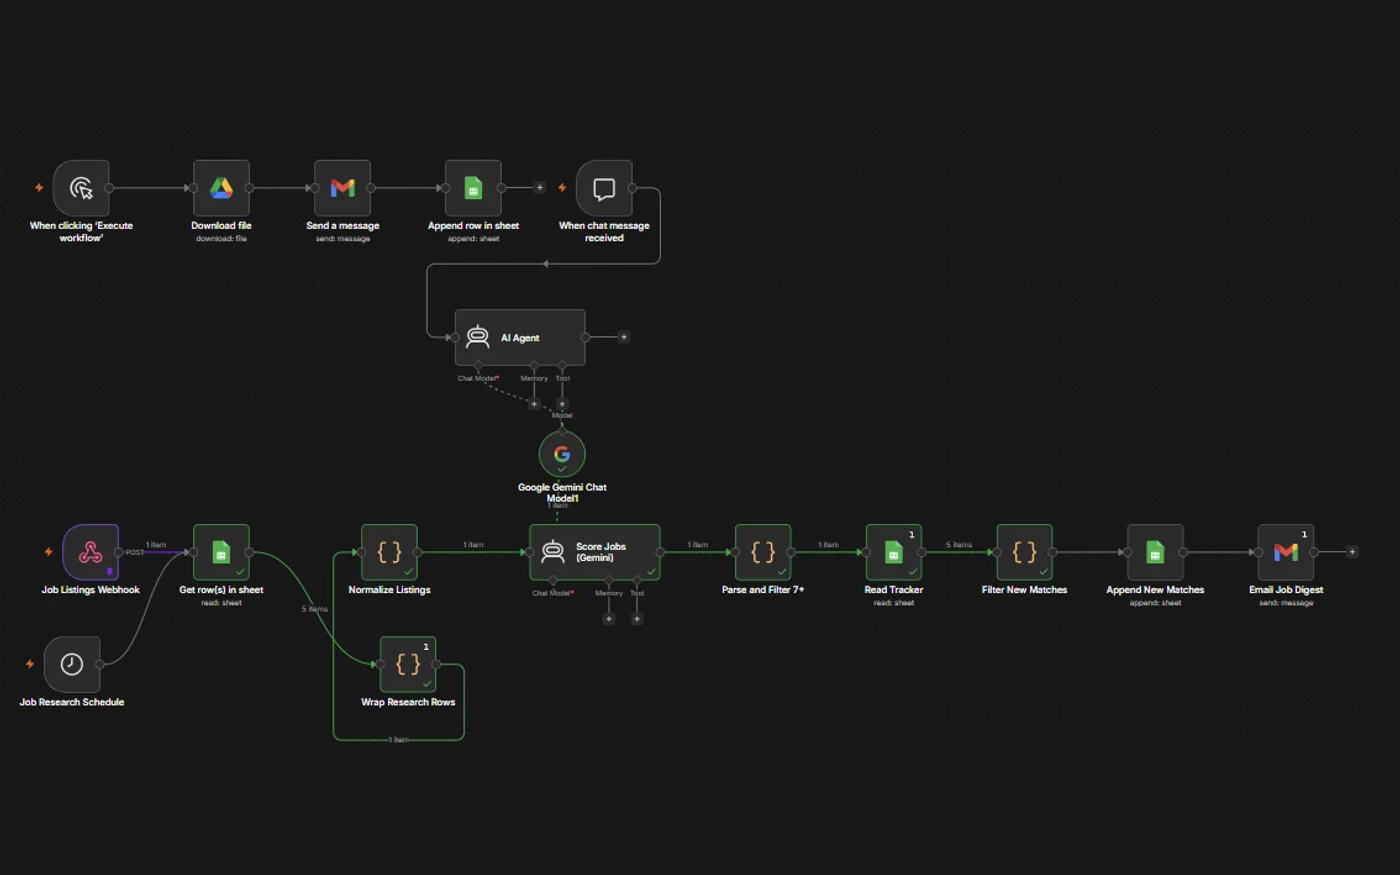 When clicking 'Execute
workflow'
Download file
download: file
Send a message
send: message
Append row in sheet
append: sheet
When chat message
received
AI Agent
Chat Model*
Memory
Tool
Model
Google Gemini Chat
Model1
1 item
Job Listings Webhook
POST
1 item
Get row(s) in sheet
read: sheet
5 items
Normalize Listings
1 item
Score Jobs
(Gemini)
Chat Model*
Memory
Tool
1 item
Parse and Filter 7+
1 item
1
Read Tracker
read: sheet
5 items
Filter New Matches
Append New Matches
append: sheet
1
Email Job Digest
send: message
Job Research Schedule
1
Wrap Research Rows
1 item